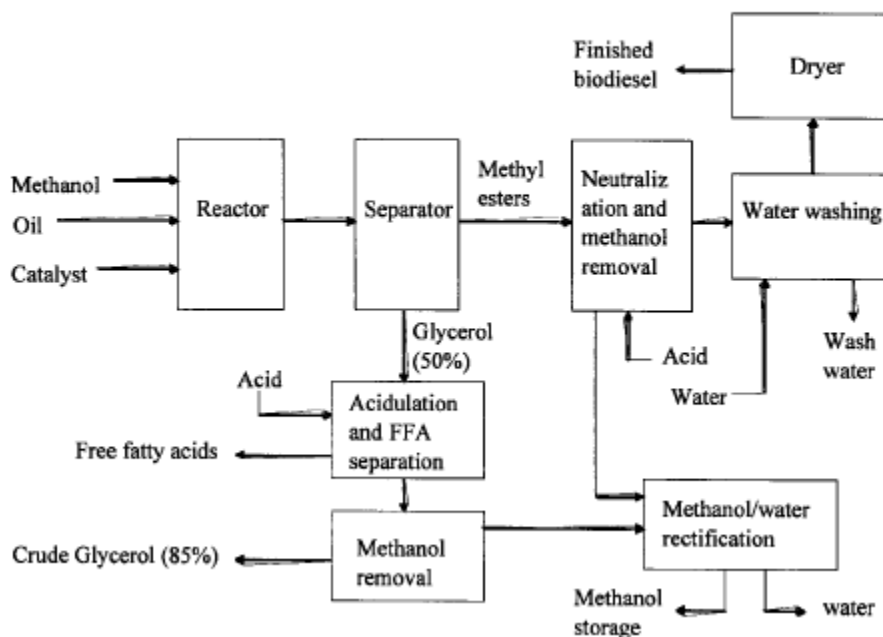 Finished
biodiesel
Dryer
Methanol
Oil
Catalyst
Reactor
Separator
Methyl
esters
Neutraliz
ation and
methanol
removal
Water washing
Glycerol
(50%)
Acid
Water
Wash
water
Acid
Acidulation
and FFA
separation
Free fatty acids
Methanol
removal
Crude Glycerol (85%)
Methanol/water
rectification
Methanol
storage
water